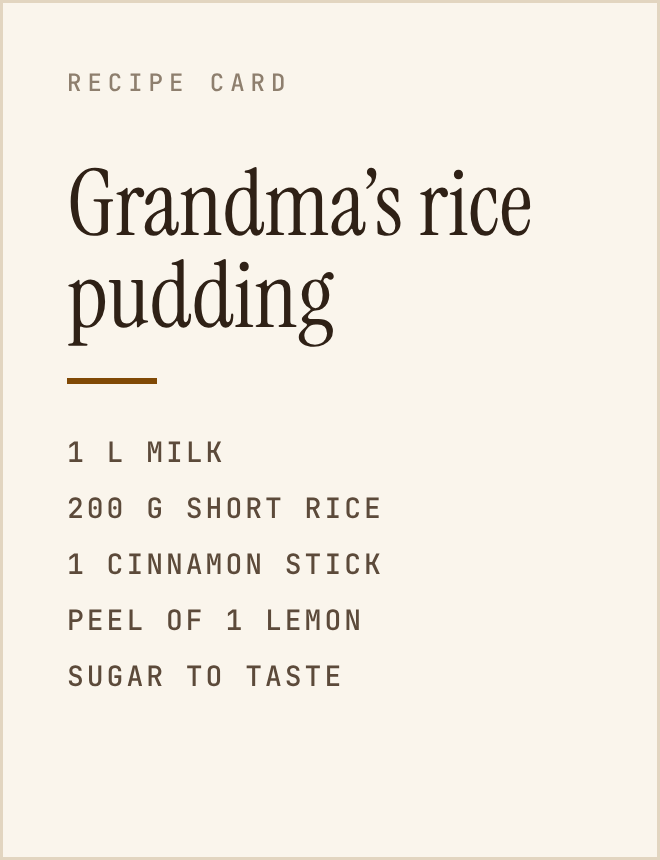 RECIPE CARD
Grandma’s rice
pudding
1 L MILK
200 G SHORT RICE
1 CINNAMON STICK
PEEL OF 1 LEMON
SUGAR TO TASTE